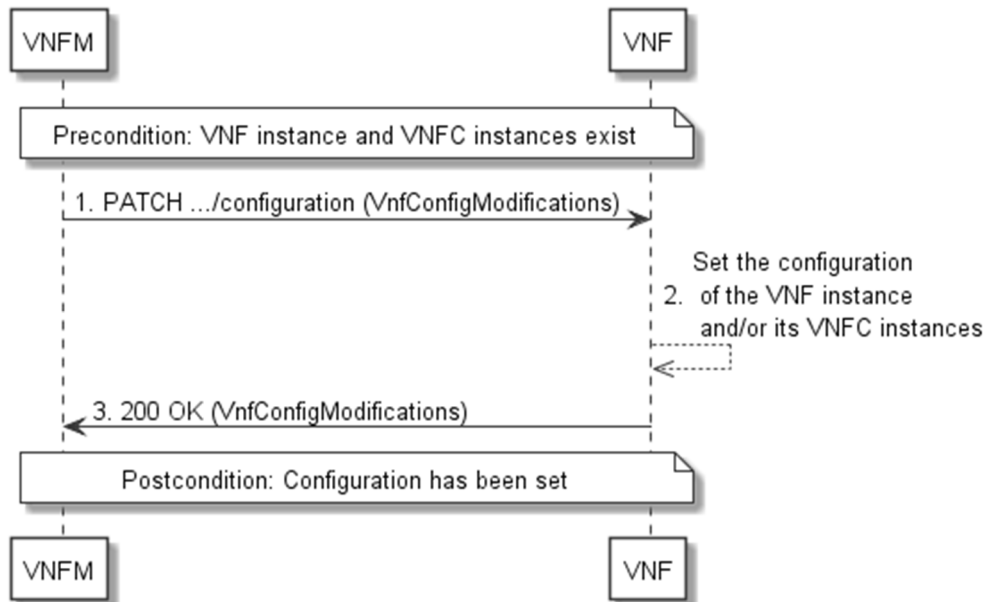 VNFM
VNF
Precondition: VNF instance and VNFC instances exist
1. PATCH .../configuration (VnfConfigModifications)
Set the configuration
2. of the VNF instance
and/or its VNFC instances
3. 200 OK (VnfConfigModifications)
Postcondition: Configuration has been set
VNFM
VNF